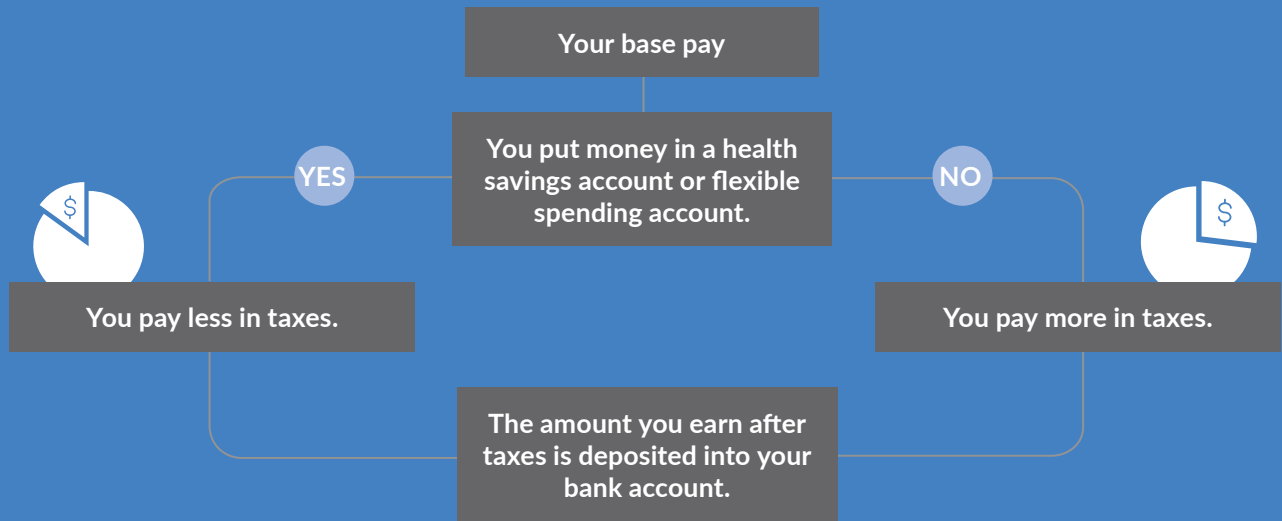 Your base pay
You put money in a health
savings account or flexible
spending account.
YES
NO
$
$
You pay less in taxes.
You pay more in taxes.
The amount you earn after
taxes is deposited into your
bank account.